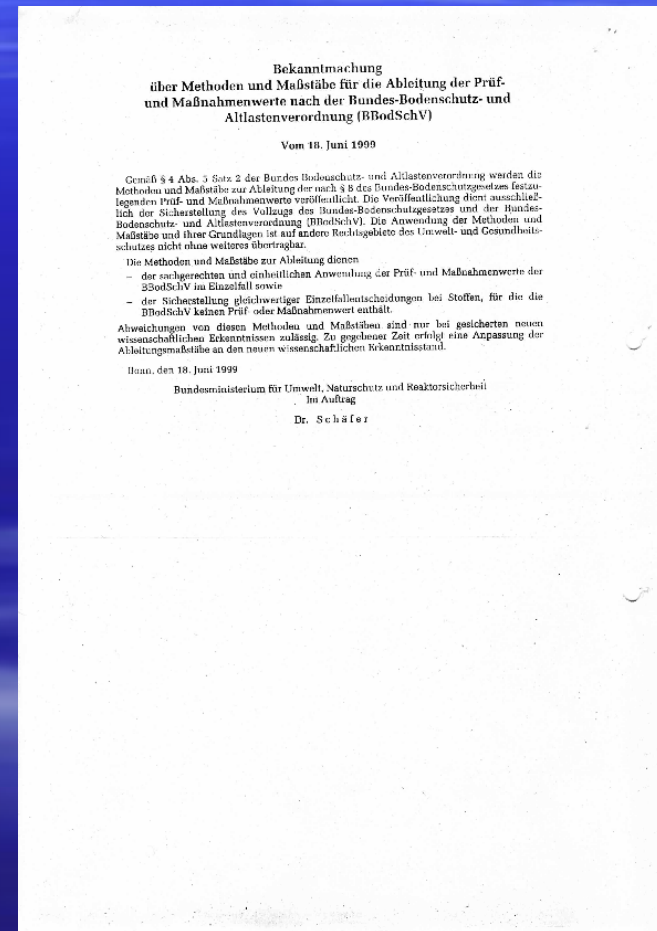 Bekanntmachung
über Methoden und Maßstäbe für die Ableitung der Prüf-
und Maßnahmenwerte nach der Bundes-Bodenschutz- und
Altlastenverordnung (BBodSchV)
Vom 18. Juni 1999
Gemäß § 4 Abs. 5 Satz 2 der Bundes Bodenschutz- und Altlastenverordnung werden die
Methoden und Maßstäbe zur Ableitung der nach § 8 des Bundes-Bodenschutzgesetzes festzu-
legenden Prüf- und Maßnahmenwerte veröffentlicht. Die Veröffentlichung dient ausschließ-
lich der Sicherstellung des Vollzugs des Bundes-Bodenschutzgesetzes und der Bundes-
Bodenschutz- und Altlastenverordnung (BBodSchV). Die Anwendung der Methoden und
Maßstäbe und ihrer Grundlagen ist auf andere Rechtsgebiete des Umwelt- und Gesundheits-
schutzes nicht ohne weiteres übertragbar.
Die Methoden und Maßstäbe zur Ableitung dienen
– der sachgerechten und einheitlichen Anwendung der Prüf- und Maßnahmenwerte der
BBodSchV im Einzelfall sowie
– der Sicherstellung gleichwertiger Einzelfallentscheidungen bei Stoffen, für die die
BBodSchV keinen Prüf- oder Maßnahmenwert enthält.
Abweichungen von diesen Methoden und Maßstäben sind nur bei gesicherten neuen
wissenschaftlichen Erkenntnissen zulässig. Zu gegebener Zeit erfolgt eine Anpassung der
Ableitungsmaßstäbe an den neuen wissenschaftlichen Erkenntnisstand.
Bonn, den 18. Juni 1999
Bundesministerium für Umwelt, Naturschutz und Reaktorsicherheit
Im Auftrag
Dr. Schäfer